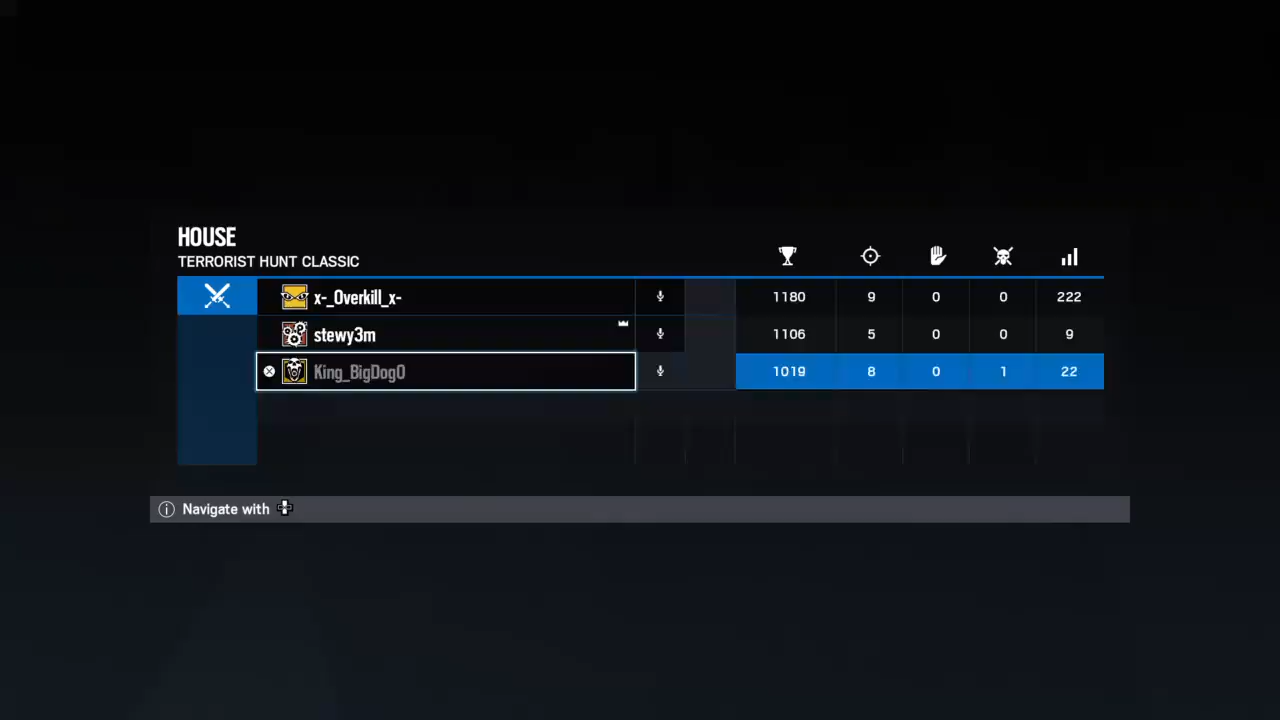 HOUSE
TERRORIST HUNT CLASSIC
x-_Overkill_x- 1180 9 0 0 222
stewy3m 1106 5 0 0 9
King_BigDogO 1019 8 0 1 22
Navigate with